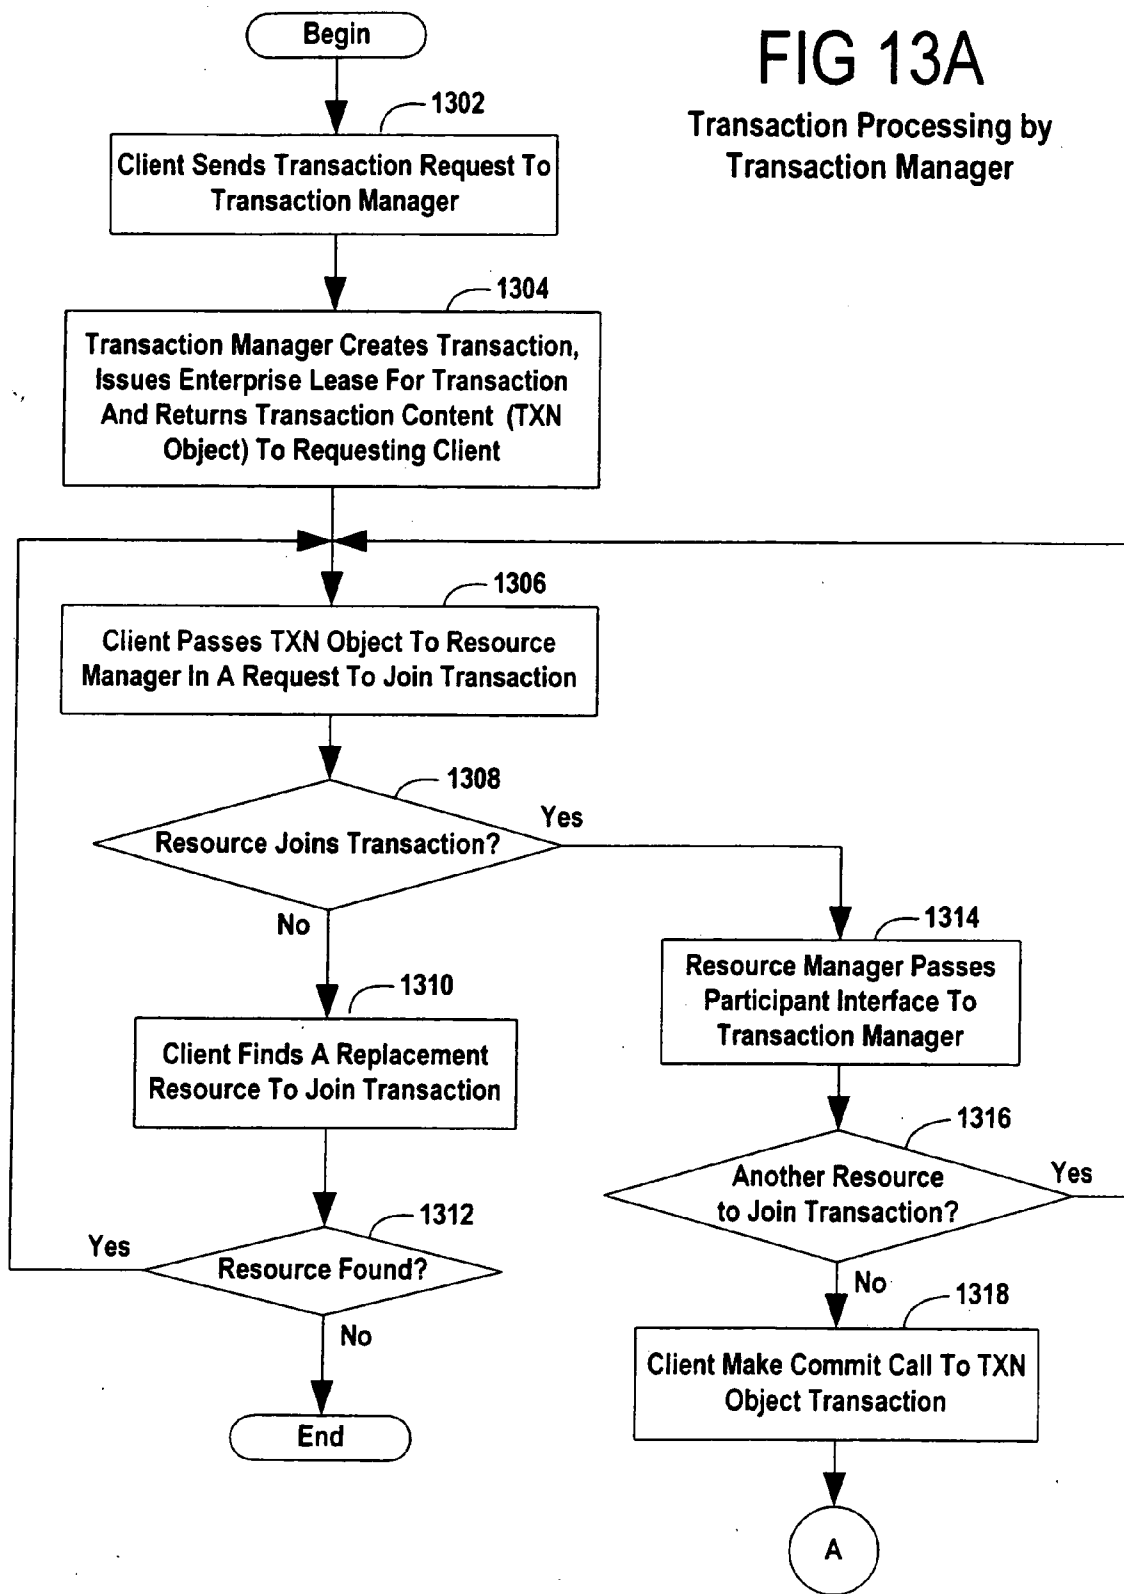 Begin
FIG 13A
Transaction Processing by
Transaction Manager
1302
Client Sends Transaction Request To
Transaction Manager
1304
Transaction Manager Creates Transaction,
Issues Enterprise Lease For Transaction
And Returns Transaction Content (TXN
Object) To Requesting Client
1306
Client Passes TXN Object To Resource
Manager In A Request To Join Transaction
1308
Resource Joins Transaction?
Yes
No
1310
Client Finds A Replacement
Resource To Join Transaction
1312
Resource Found?
Yes
No
End
1314
Resource Manager Passes
Participant Interface To
Transaction Manager
1316
Another Resource
to Join Transaction?
Yes
No
1318
Client Make Commit Call To TXN
Object Transaction
A